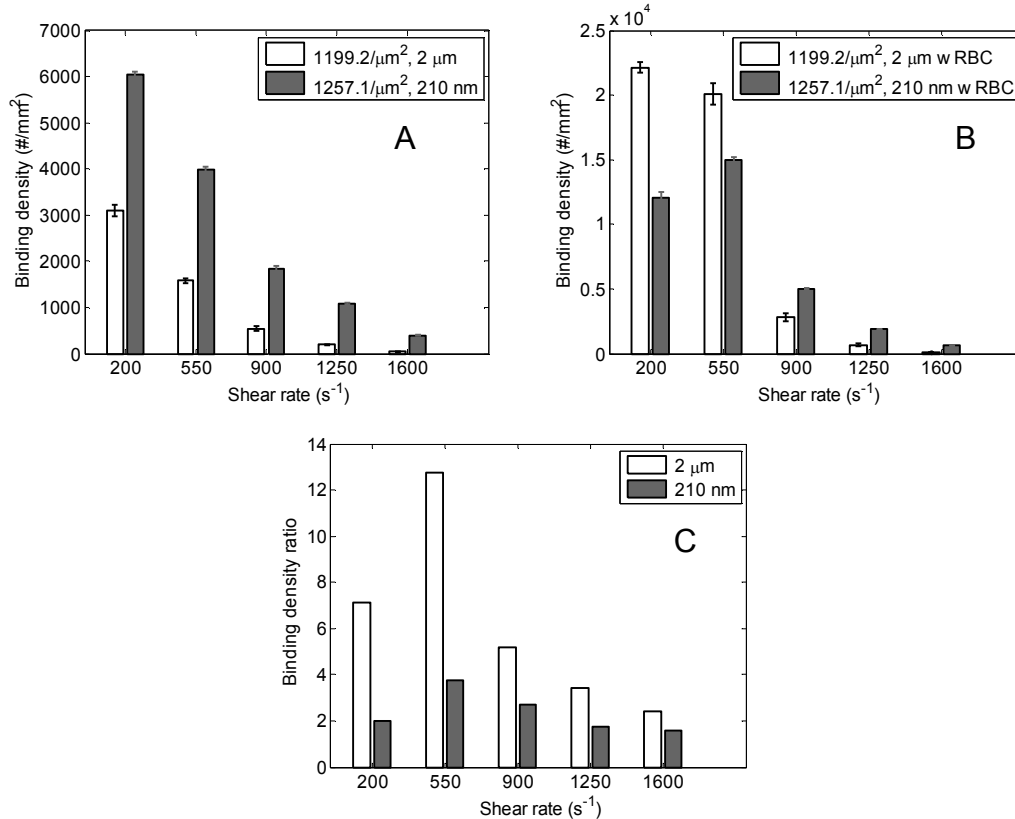 7000
6000
5000
4000
3000
2000
1000
0
Binding density (#/mm²)
1199.2/μm², 2 μm
1257.1/μm², 210 nm
A
200 550 900 1250 1600
Shear rate (s⁻¹)
x 10⁴
2.5
2
1.5
1
0.5
0
Binding density (#/mm²)
1199.2/μm², 2 μm w RBC
1257.1/μm², 210 nm w RBC
B
200 550 900 1250 1600
Shear rate (s⁻¹)
14
12
10
8
6
4
2
0
Binding density ratio
2 μm
210 nm
C
200 550 900 1250 1600
Shear rate (s⁻¹)